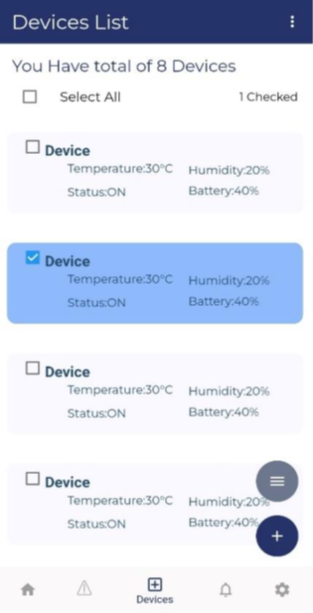 Devices List
You Have total of 8 Devices
Select All 1 Checked
Device
Temperature:30°C Humidity:20%
Status:ON Battery:40%
Device
Temperature:30°C Humidity:20%
Status:ON Battery:40%
Device
Temperature:30°C Humidity:20%
Status:ON Battery:40%
Device
Temperature:30°C Humidity:20%
Status:ON Battery:40%
Devices